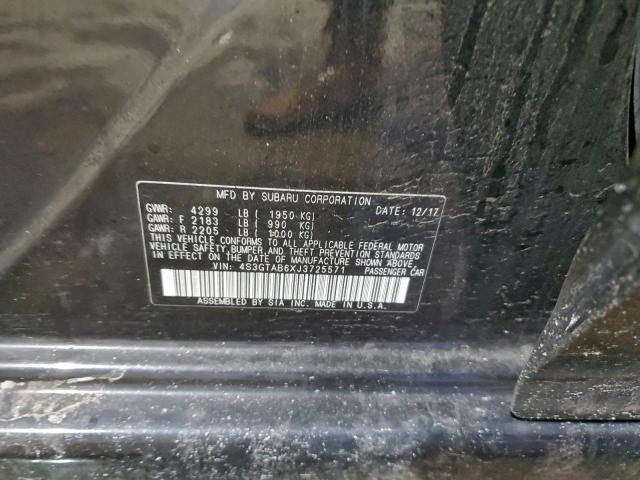 MFD BY SUBARU CORPORATION
GVWR: 4299 LB ( 1950 KG) DATE: 12/17
GAWR: F 2183 LB ( 990 KG)
GAWR: R 2205 LB ( 1000 KG)
THIS VEHICLE CONFORMS TO ALL APPLICABLE FEDERAL MOTOR
VEHICLE SAFETY, BUMPER, AND THEFT PREVENTION STANDARDS
IN EFFECT ON THE DATE OF MANUFACTURE SHOWN ABOVE.
VIN: 4S3GTAB6XJ3725571 PASSENGER CAR
ASSEMBLED BY SIA INC. IN U.S.A.